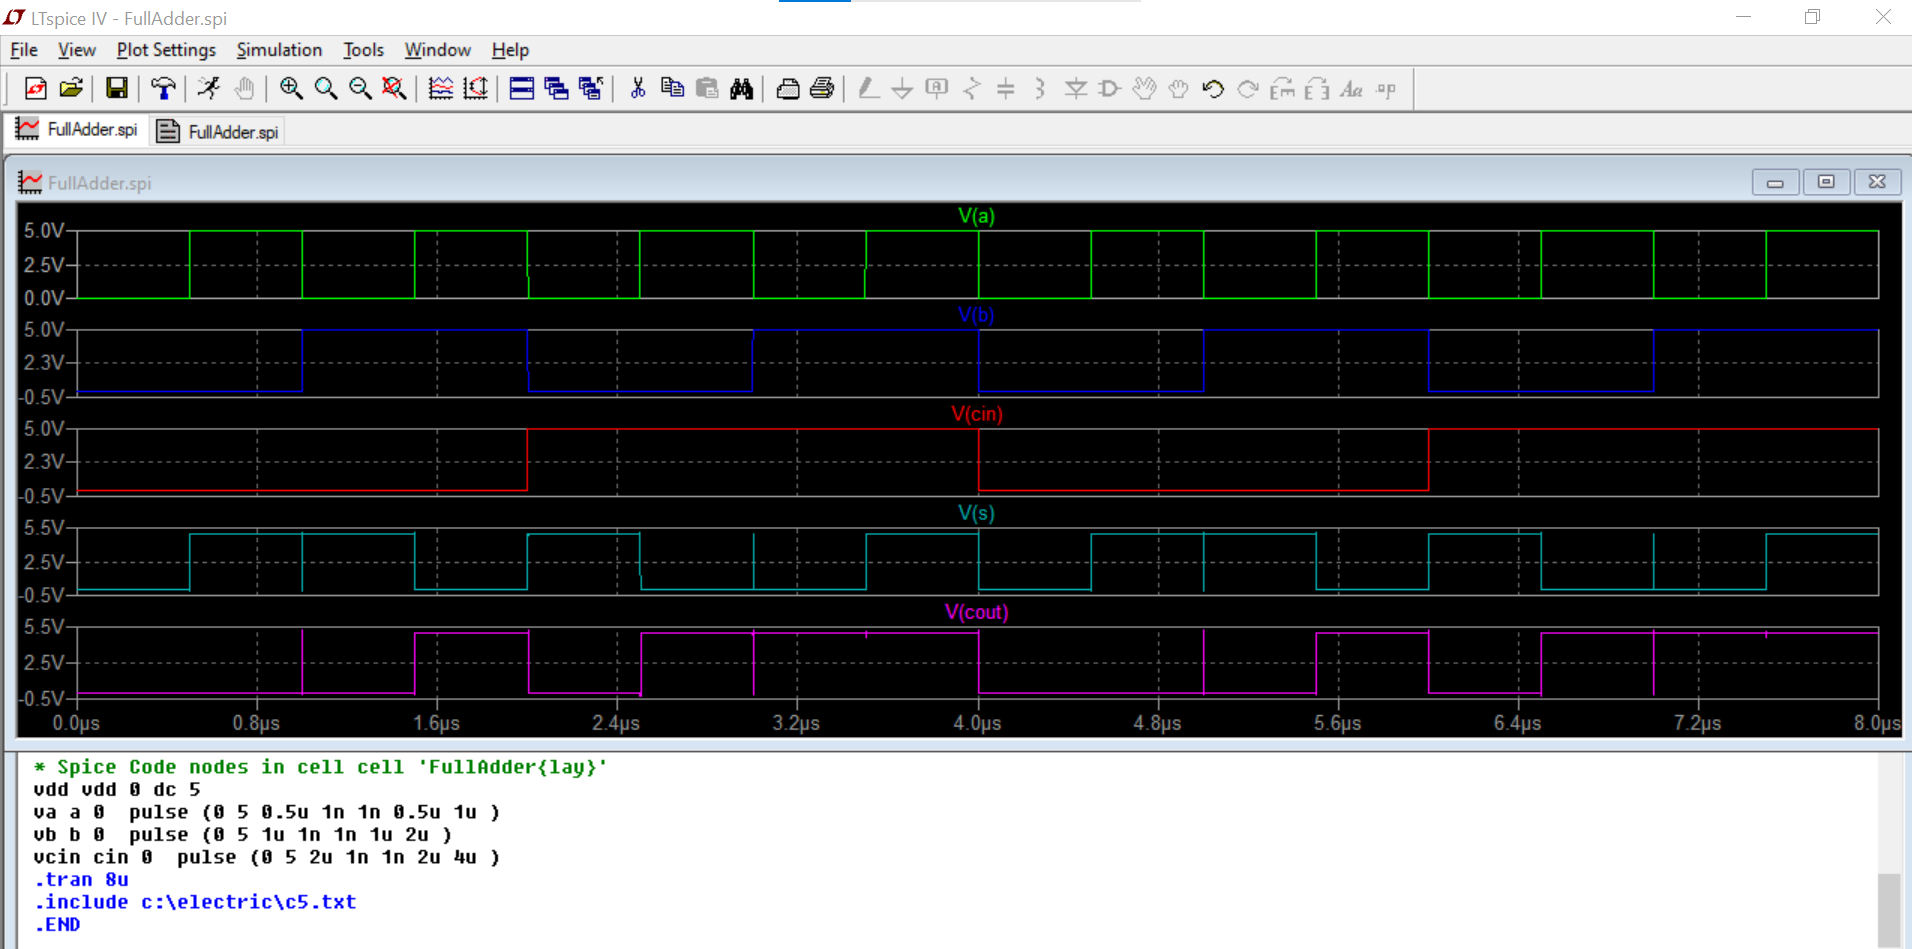 LTspice IV - FullAdder.spi
File View Plot Settings Simulation Tools Window Help
FullAdder.spi FullAdder.spi
FullAdder.spi
V(a)
5.0V
2.5V
0.0V
V(b)
5.0V
2.3V
-0.5V
V(cin)
5.0V
2.3V
-0.5V
V(s)
5.5V
2.5V
-0.5V
V(cout)
5.5V
2.5V
-0.5V
0.0µs 0.8µs 1.6µs 2.4µs 3.2µs 4.0µs 4.8µs 5.6µs 6.4µs 7.2µs 8.0µs
* Spice Code nodes in cell cell 'FullAdder{lay}'
vdd vdd 0 dc 5
va a 0  pulse (0 5 0.5u 1n 1n 0.5u 1u )
vb b 0  pulse (0 5 1u 1n 1n 1u 2u )
vcin cin 0  pulse (0 5 2u 1n 1n 2u 4u )
.tran 8u
.include c:\electric\c5.txt
.END